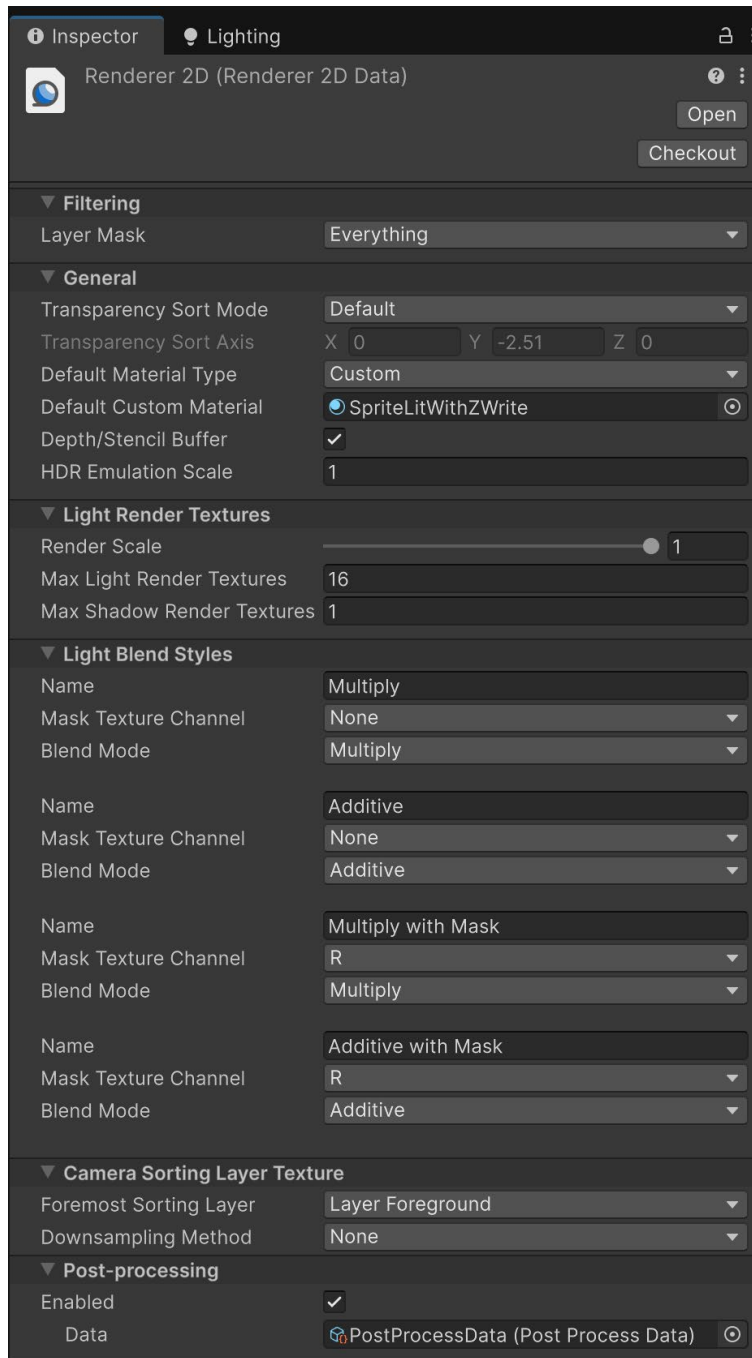 Inspector Lighting
Renderer 2D (Renderer 2D Data)
Open
Checkout
Filtering
Layer Mask Everything
General
Transparency Sort Mode Default
Transparency Sort Axis X 0 Y -2.51 Z 0
Default Material Type Custom
Default Custom Material SpriteLitWithZWrite
Depth/Stencil Buffer
HDR Emulation Scale 1
Light Render Textures
Render Scale 1
Max Light Render Textures 16
Max Shadow Render Textures 1
Light Blend Styles
Name Multiply
Mask Texture Channel None
Blend Mode Multiply
Name Additive
Mask Texture Channel None
Blend Mode Additive
Name Multiply with Mask
Mask Texture Channel R
Blend Mode Multiply
Name Additive with Mask
Mask Texture Channel R
Blend Mode Additive
Camera Sorting Layer Texture
Foremost Sorting Layer Layer Foreground
Downsampling Method None
Post-processing
Enabled
Data PostProcessData (Post Process Data)